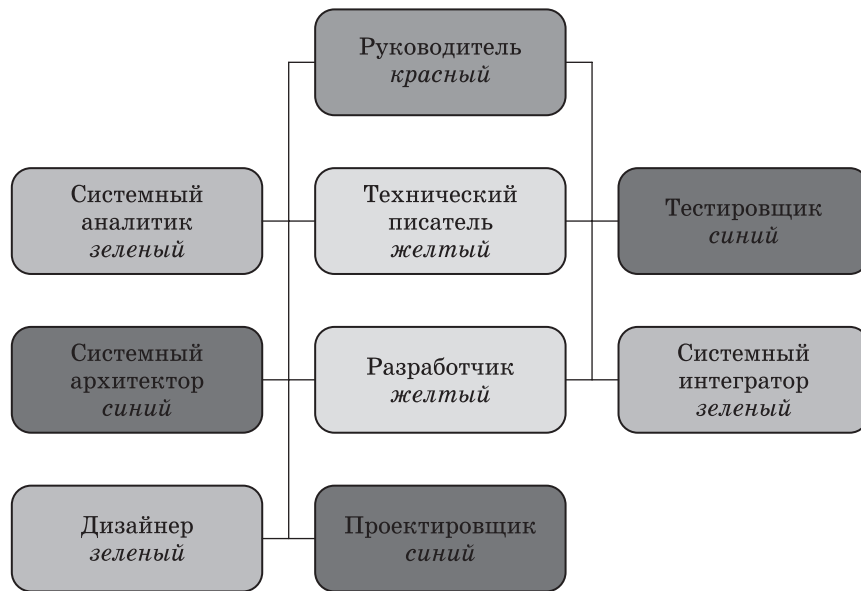 Руководитель
красный
Системный
аналитик
зеленый
Технический
писатель
желтый
Тестировщик
синий
Системный
архитектор
синий
Разработчик
желтый
Системный
интегратор
зеленый
Дизайнер
зеленый
Проектировщик
синий